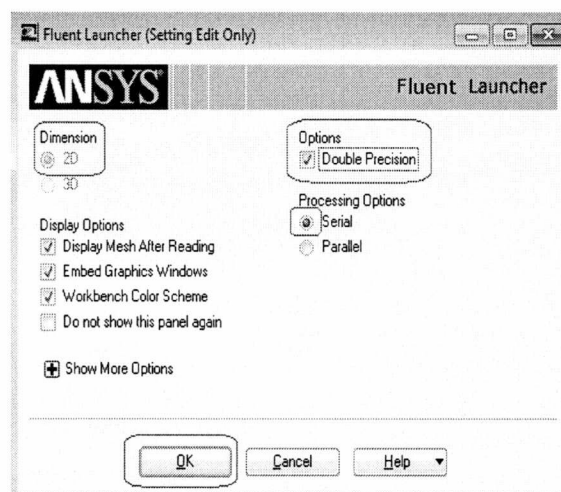 Fluent Launcher (Setting Edit Only)
ANSYS
Fluent Launcher
Dimension
2D
3D
Display Options
Display Mesh After Reading
Embed Graphics Windows
Workbench Color Scheme
Do not show this panel again
Show More Options
Options
Double Precision
Processing Options
Serial
Parallel
OK
Cancel
Help